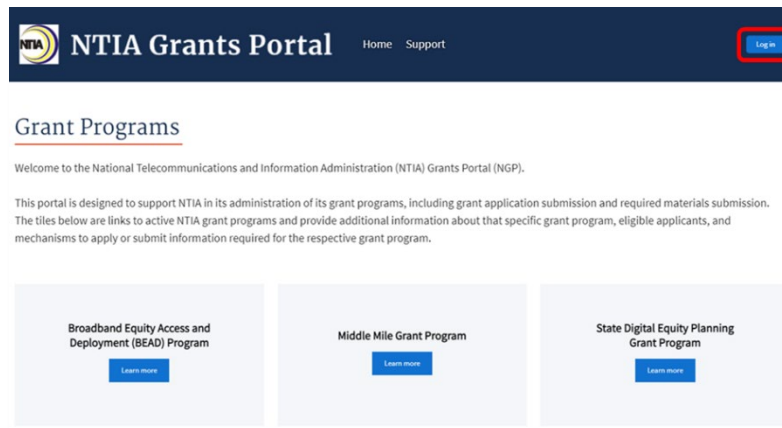 NTIA NTIA Grants Portal Home Support Log in
Grant Programs
Welcome to the National Telecommunications and Information Administration (NTIA) Grants Portal (NGP).
This portal is designed to support NTIA in its administration of its grant programs, including grant application submission and required materials submission.
The tiles below are links to active NTIA grant programs and provide additional information about that specific grant program, eligible applicants, and
mechanisms to apply or submit information required for the respective grant program.
Broadband Equity Access and
Deployment (BEAD) Program
Learn more
Middle Mile Grant Program
Learn more
State Digital Equity Planning
Grant Program
Learn more